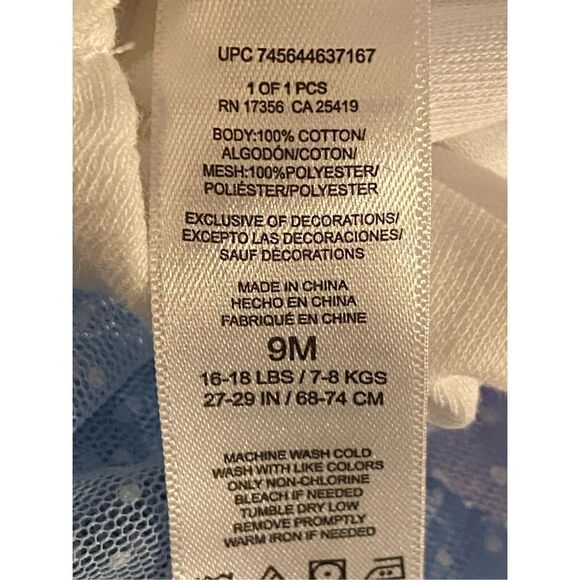 UPC 745644637167
1 OF 1 PCS
RN 17356 CA 25419
BODY:100% COTTON/
ALGODÓN/COTON/
MESH:100%POLYESTER/
POLIÉSTER/POLYESTER
EXCLUSIVE OF DECORATIONS/
EXCEPTO LAS DECORACIONES/
SAUF DÉCORATIONS
MADE IN CHINA
HECHO EN CHINA
FABRIQUÉ EN CHINE
9M
16-18 LBS / 7-8 KGS
27-29 IN / 68-74 CM
MACHINE WASH COLD
WASH WITH LIKE COLORS
ONLY NON-CHLORINE
BLEACH IF NEEDED
TUMBLE DRY LOW
REMOVE PROMPTLY
WARM IRON IF NEEDED